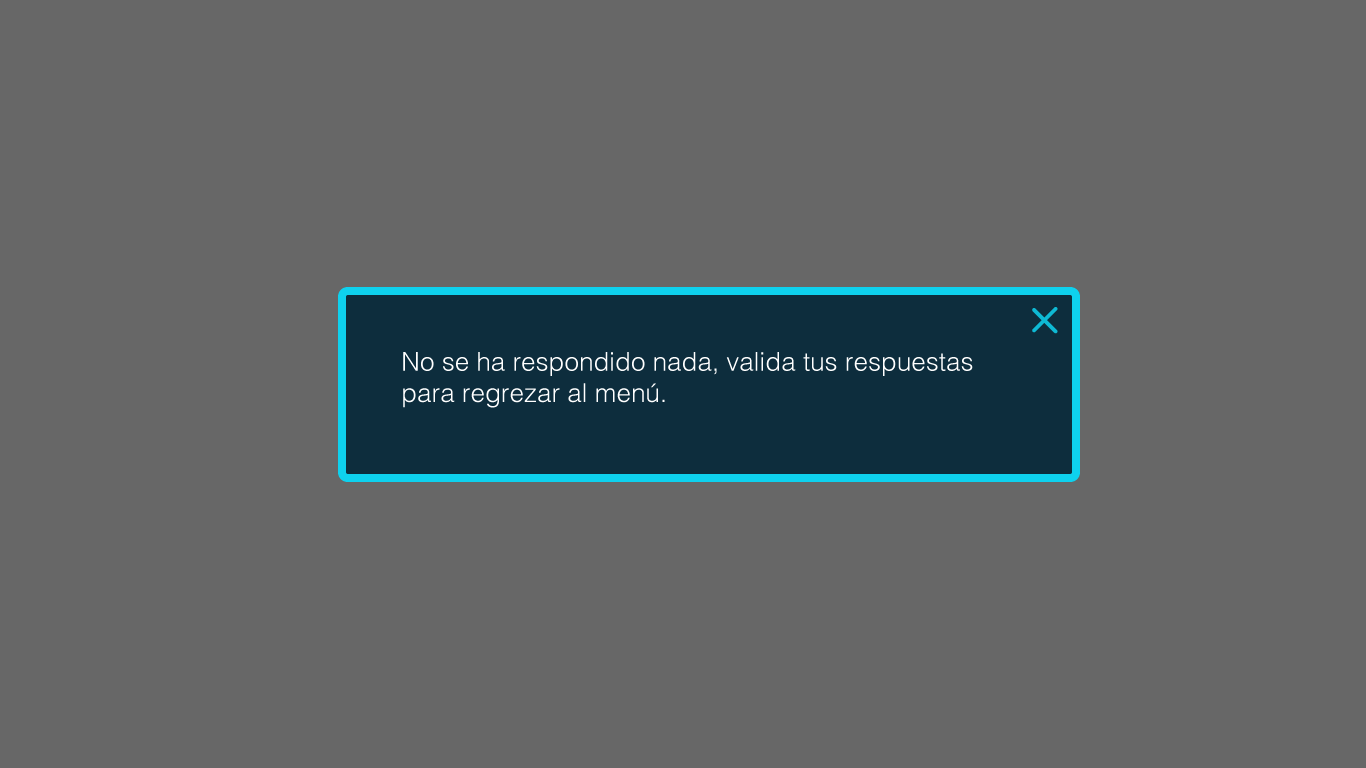 No se ha respondido nada, valida tus respuestas
para regrezar al menú.